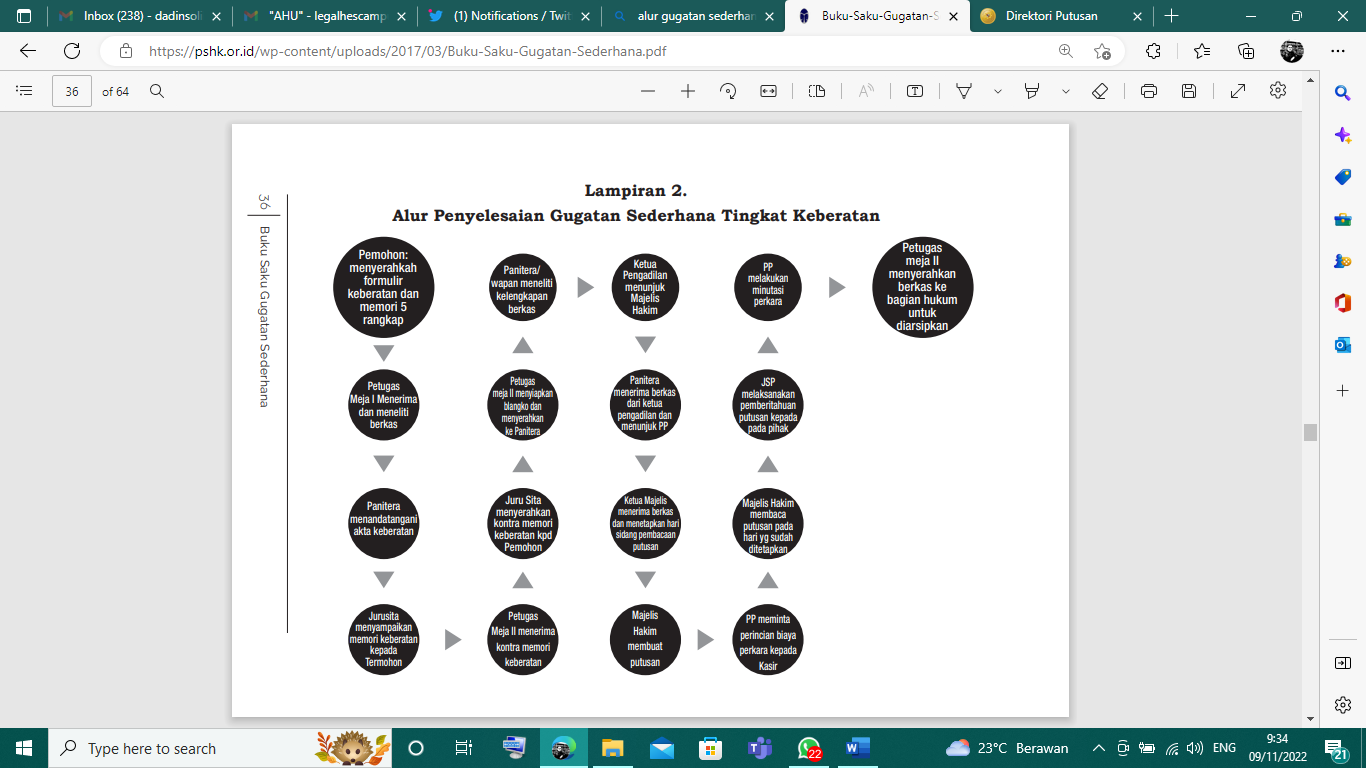 Inbox (238) - dadinsoli
"AHU" - legalhescamp
(1) Notifications / Twit
alur gugatan sederhan
Buku-Saku-Gugatan-S
Direktori Putusan
https://pshk.or.id/wp-content/uploads/2017/03/Buku-Saku-Gugatan-Sederhana.pdf
36 of 64
36
Buku Saku Gugatan Sederhana
Lampiran 2.
Alur Penyelesaian Gugatan Sederhana Tingkat Keberatan
Pemohon:
menyerahkah
formulir
keberatan dan
memori 5
rangkap
Petugas
Meja I Menerima
dan meneliti
berkas
Panitera
menandatangani
akta keberatan
Jurusita
menyampaikan
memori keberatan
kepada
Termohon
Petugas
Meja II menerima
kontra memori
keberatan
Juru Sita
menyerahkan
kontra memori
keberatan kpd
Pemohon
Petugas
meja II menyiapkan
blangko dan
menyerahkan
ke Panitera
Panitera/
wapan meneliti
kelengkapan
berkas
Ketua
Pengadilan
menunjuk
Majelis
Hakim
Panitera
menerima berkas
dari ketua
pengadilan dan
menunjuk PP
Ketua Majelis
menerima berkas
dan menetapkan hari
sidang pembacaan
putusan
Majelis
Hakim
membuat
putusan
PP meminta
perincian biaya
perkara kepada
Kasir
Majelis Hakim
membaca
putusan pada
hari yg sudah
ditetapkan
JSP
melaksanakan
pemberitahuan
putusan kepada
pada pihak
PP
melakukan
minutasi
perkara
Petugas
meja II
menyerahkan
berkas ke
bagian hukum
untuk
diarsipkan
Type here to search
22
23°C Berawan
ENG
9:34
09/11/2022
21